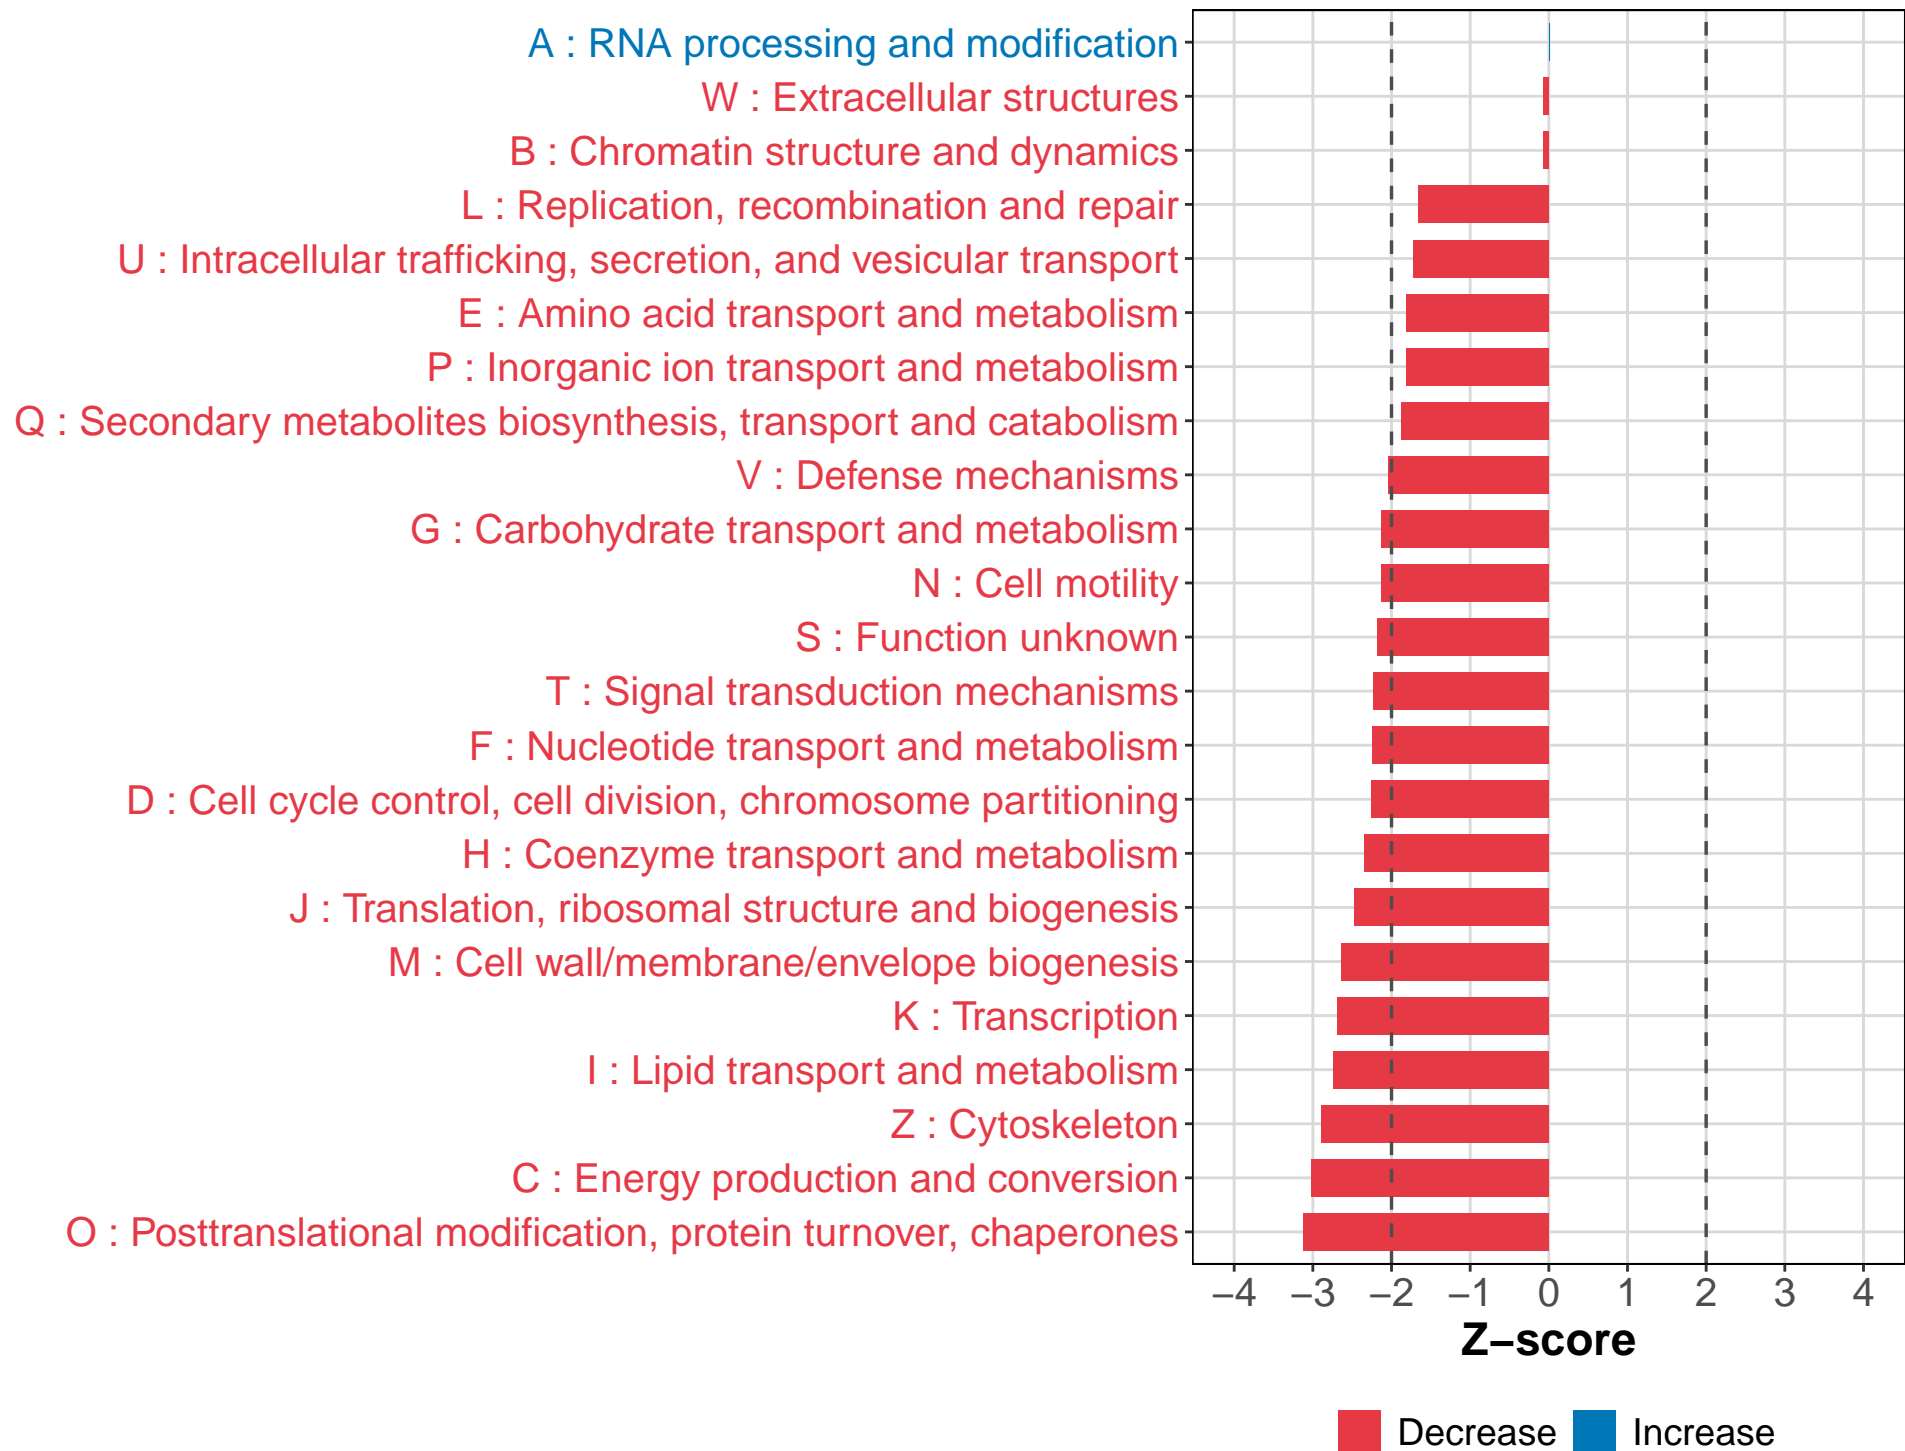 A : RNA processing and modification
W : Extracellular structures
B : Chromatin structure and dynamics
L : Replication, recombination and repair
U : Intracellular trafficking, secretion, and vesicular transport
E : Amino acid transport and metabolism
P : Inorganic ion transport and metabolism
Q : Secondary metabolites biosynthesis, transport and catabolism
V : Defense mechanisms
G : Carbohydrate transport and metabolism
N : Cell motility
S : Function unknown
T : Signal transduction mechanisms
F : Nucleotide transport and metabolism
D : Cell cycle control, cell division, chromosome partitioning
H : Coenzyme transport and metabolism
J : Translation, ribosomal structure and biogenesis
M : Cell wall/membrane/envelope biogenesis
K : Transcription
I : Lipid transport and metabolism
Z : Cytoskeleton
C : Energy production and conversion
O : Posttranslational modification, protein turnover, chaperones
−4 −3 −2 −1 0 1 2 3 4
Z−score
Decrease Increase